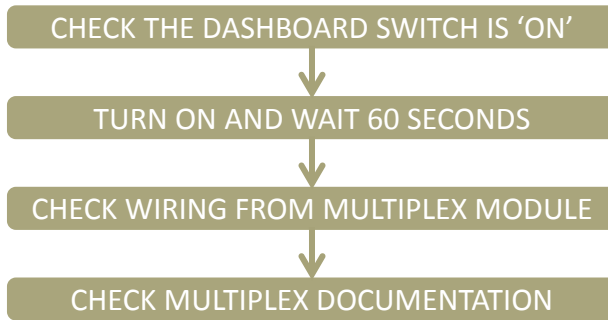 CHECK THE DASHBOARD SWITCH IS ‘ON’
TURN ON AND WAIT 60 SECONDS
CHECK WIRING FROM MULTIPLEX MODULE
CHECK MULTIPLEX DOCUMENTATION